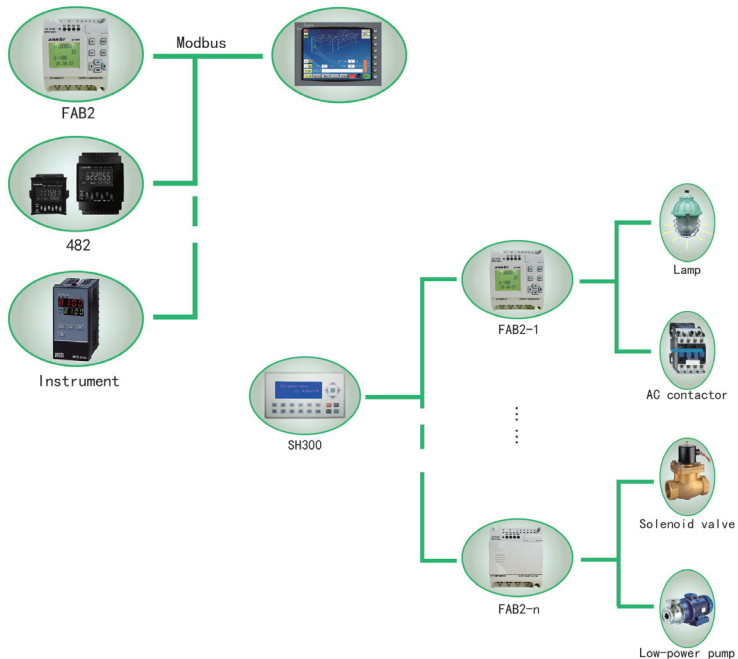 Modbus
FAB2
482
Instrument
SH300
FAB2-1
FAB2-n
Lamp
AC contactor
Solenoid valve
Low-power pump